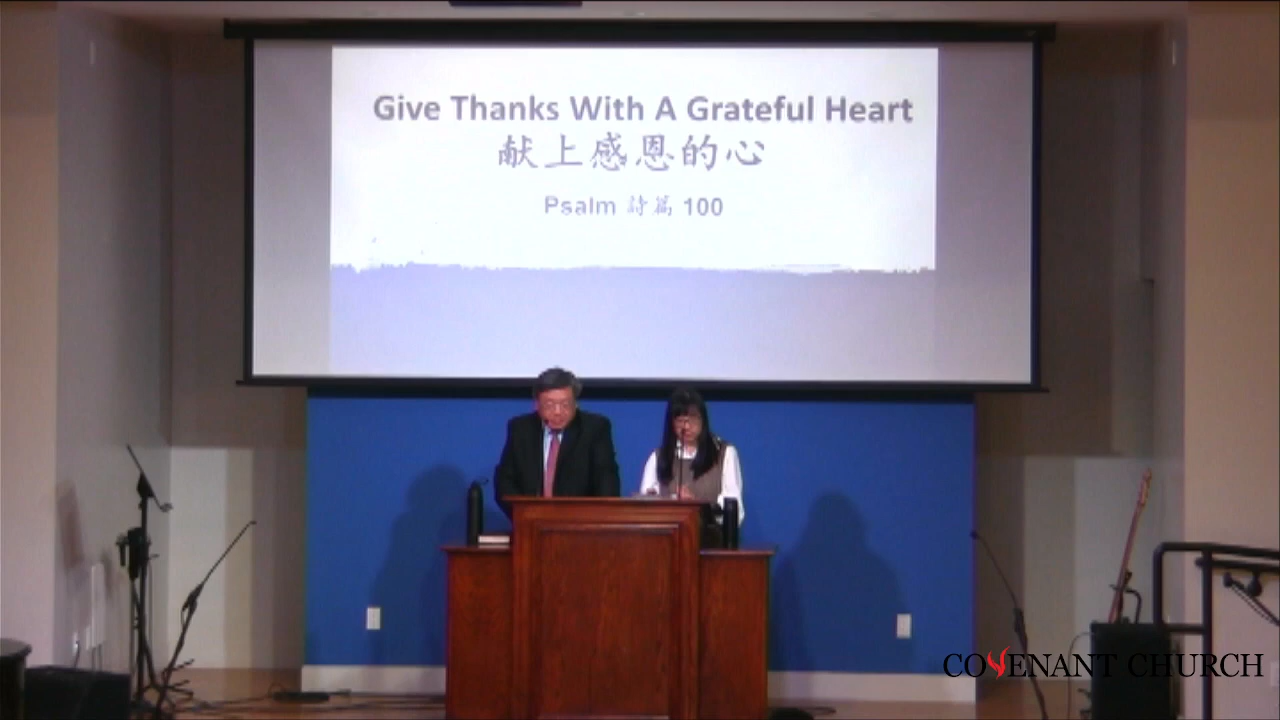 Give Thanks With A Grateful Heart
献上感恩的心
Psalm 詩篇 100
COVENANT CHURCH